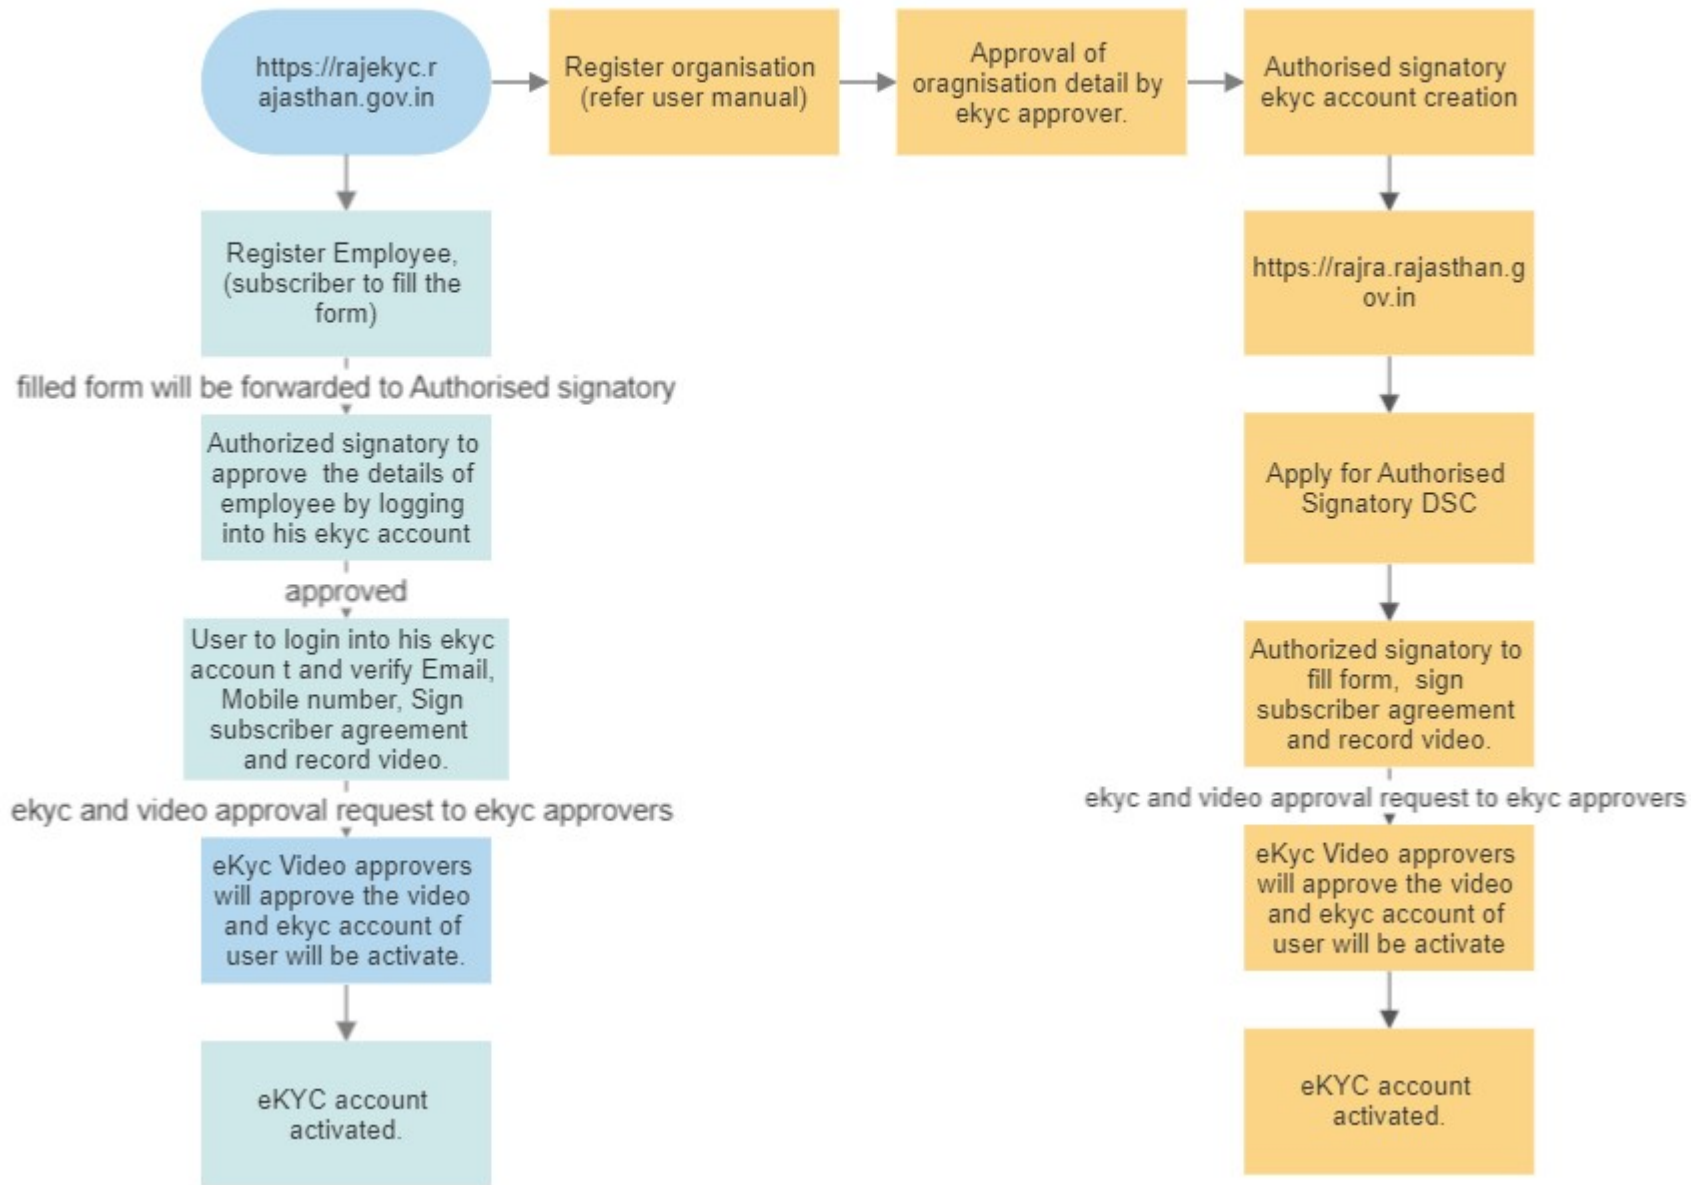 https://rajekyc.r
ajasthan.gov.in
Register organisation
(refer user manual)
Approval of
oragnisation detail by
ekyc approver.
Authorised signatory
ekyc account creation
Register Employee,
(subscriber to fill the
form)
filled form will be forwarded to Authorised signatory
Authorized signatory to
approve the details of
employee by logging
into his ekyc account
approved
User to login into his ekyc
accoun t and verify Email,
Mobile number, Sign
subscriber agreement
and record video.
ekyc and video approval request to ekyc approvers
eKyc Video approvers
will approve the video
and ekyc account of
user will be activate.
eKYC account
activated.
https://rajra.rajasthan.g
ov.in
Apply for Authorised
Signatory DSC
Authorized signatory to
fill form, sign
subscriber agreement
and record video.
ekyc and video approval request to ekyc approvers
eKyc Video approvers
will approve the video
and ekyc account of
user will be activate
eKYC account
activated.